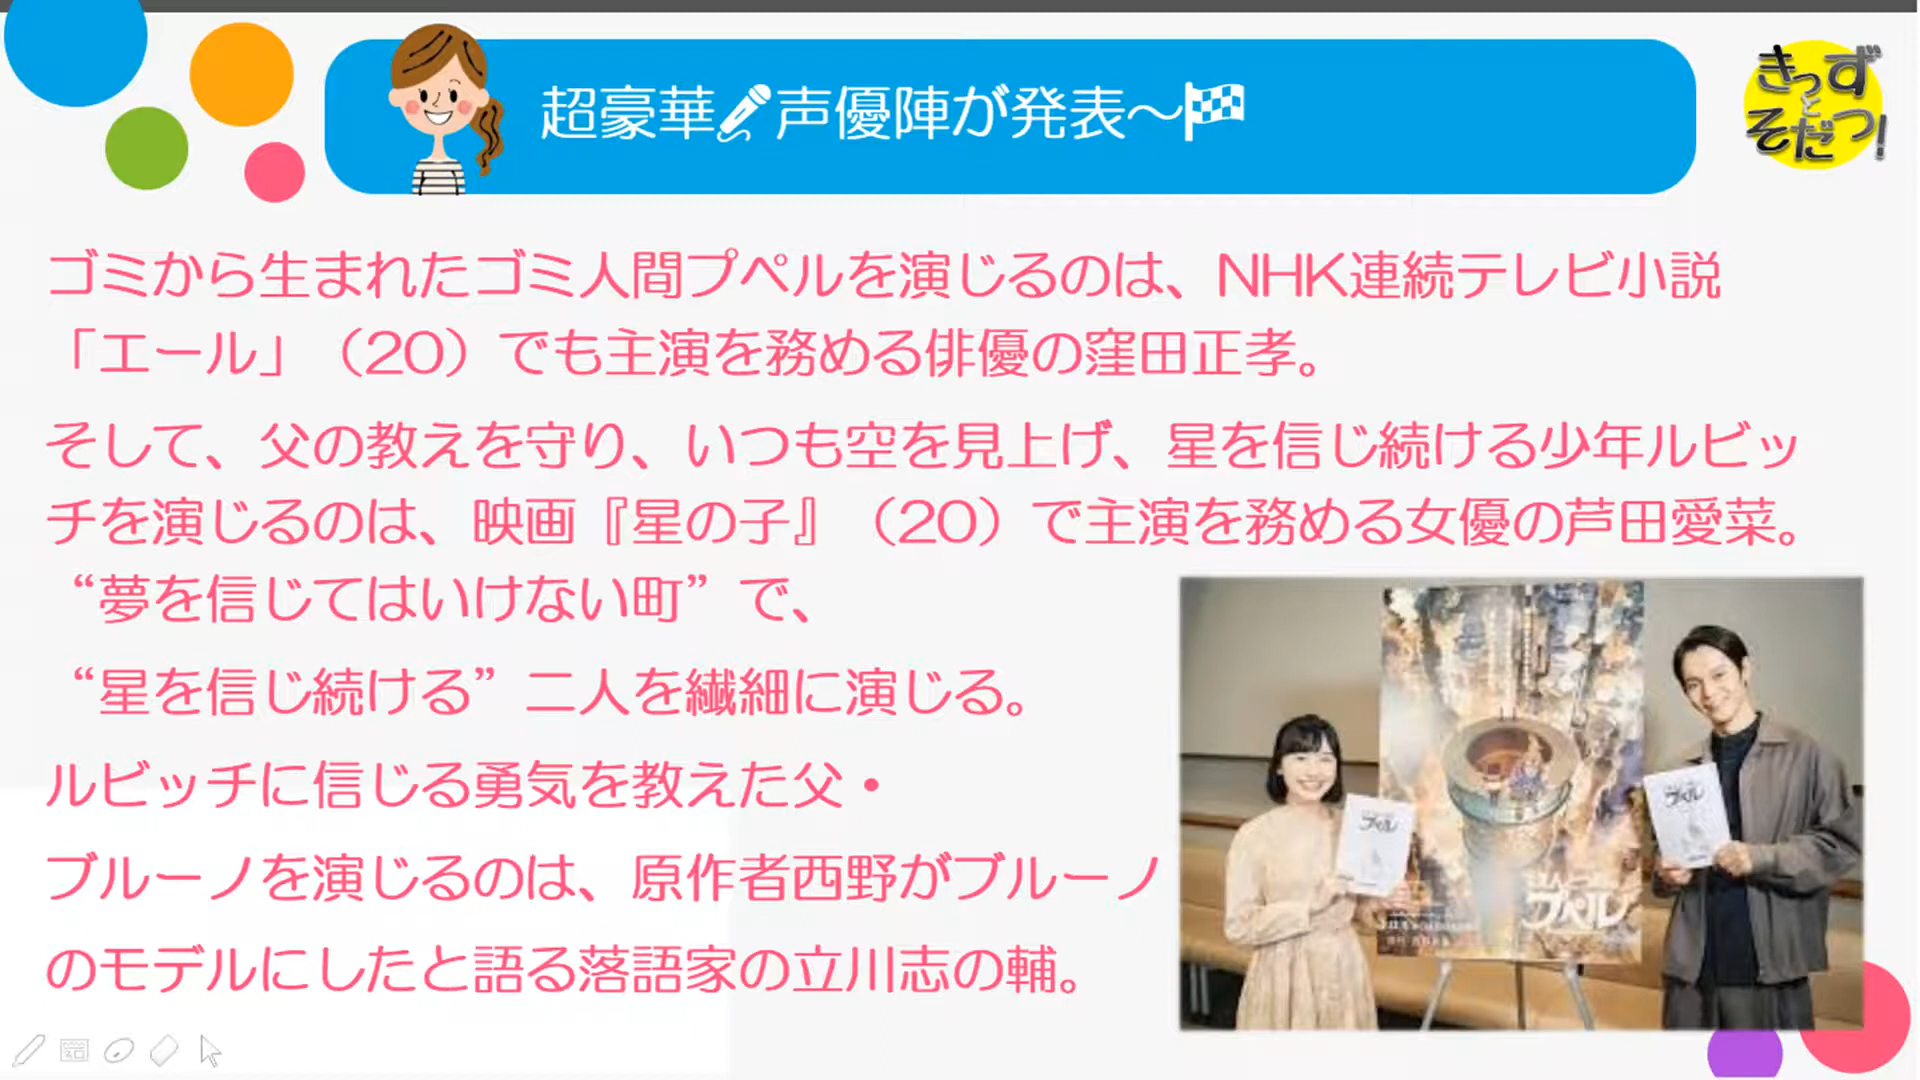 超豪華🎤声優陣が発表～🏁
きっず
と
そだつ!
ゴミから生まれたゴミ人間プペルを演じるのは、NHK連続テレビ小説
「エール」（20）でも主演を務める俳優の窪田正孝。
そして、父の教えを守り、いつも空を見上げ、星を信じ続ける少年ルビッ
チを演じるのは、映画『星の子』（20）で主演を務める女優の芦田愛菜。
“夢を信じてはいけない町”で、
“星を信じ続ける”二人を繊細に演じる。
ルビッチに信じる勇気を教えた父・
ブルーノを演じるのは、原作者西野がブルーノ
のモデルにしたと語る落語家の立川志の輔。
プペル
プペル
プペル